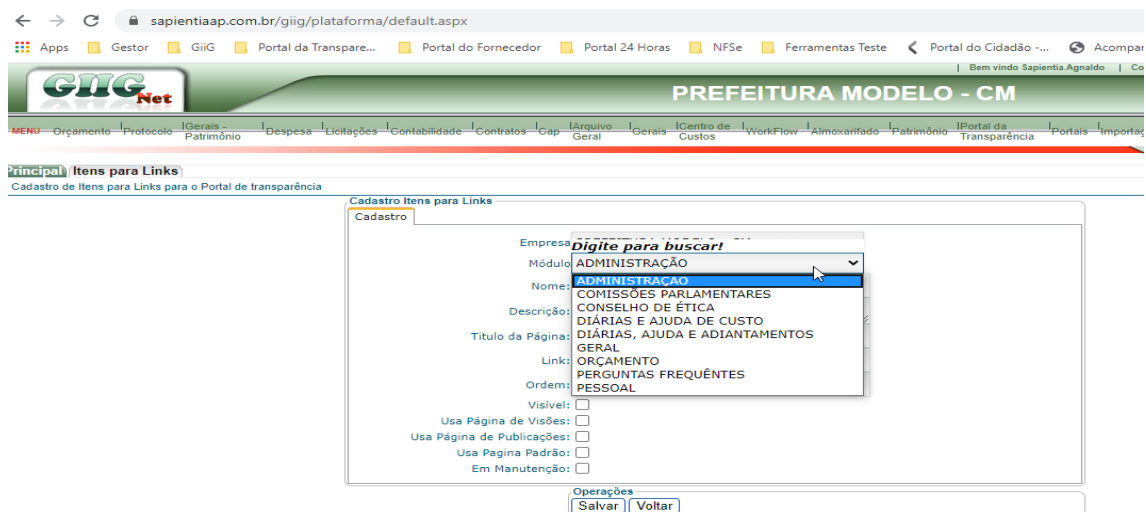 sapientiaap.com.br/giig/plataforma/default.aspx
Apps Gestor GiiG Portal da Transpare... Portal do Fornecedor Portal 24 Horas NFSe Ferramentas Teste Portal do Cidadão -... Acompar
| Bem vindo Sapientia.Agnaldo | Co
GIIG Net
PREFEITURA MODELO - CM
MENU Orçamento Protocolo Gerais - Patrimônio Despesa Licitações Contabilidade Contratos Cap Arquivo Geral Gerais Centro de Custos WorkFlow Almoxarifado Patrimônio Portal da Transparência Portais Importaç
Principal Itens para Links
Cadastro de Itens para Links para o Portal de transparência
Cadastro Itens para Links
Cadastro
Empresa
Digite para buscar!
Módulo ADMINISTRAÇÃO
Nome: ADMINISTRAÇÃO
COMISSÕES PARLAMENTARES
CONSELHO DE ÉTICA
Descrição:
DIÁRIAS E AJUDA DE CUSTO
Titulo da Página: DIÁRIAS, AJUDA E ADIANTAMENTOS
GERAL
Link: ORÇAMENTO
PERGUNTAS FREQUÊNTES
Ordem: PESSOAL
Visível:
Usa Página de Visões:
Usa Página de Publicações:
Usa Pagina Padrão:
Em Manutenção:
Operações
Salvar Voltar